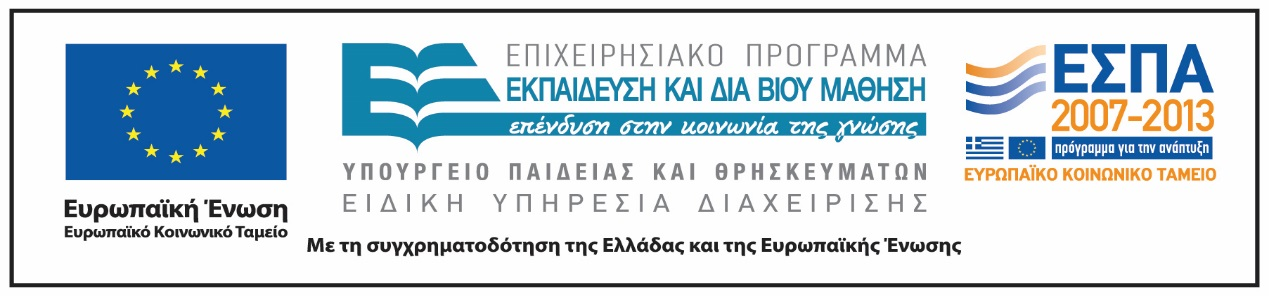 Ευρωπαϊκή Ένωση
Ευρωπαϊκό Κοινωνικό Ταμείο
ΕΠΙΧΕΙΡΗΣΙΑΚΟ ΠΡΟΓΡΑΜΜΑ
ΕΚΠΑΙΔΕΥΣΗ ΚΑΙ ΔΙΑ ΒΙΟΥ ΜΑΘΗΣΗ
επένδυση στην κοινωνία της γνώσης
ΥΠΟΥΡΓΕΙΟ ΠΑΙΔΕΙΑΣ ΚΑΙ ΘΡΗΣΚΕΥΜΑΤΩΝ
ΕΙΔΙΚΗ ΥΠΗΡΕΣΙΑ ΔΙΑΧΕΙΡΙΣΗΣ
Με τη συγχρηματοδότηση της Ελλάδας και της Ευρωπαϊκής Ένωσης
ΕΣΠΑ
2007-2013
πρόγραμμα για την ανάπτυξη
ΕΥΡΩΠΑΪΚΟ ΚΟΙΝΩΝΙΚΟ ΤΑΜΕΙΟ